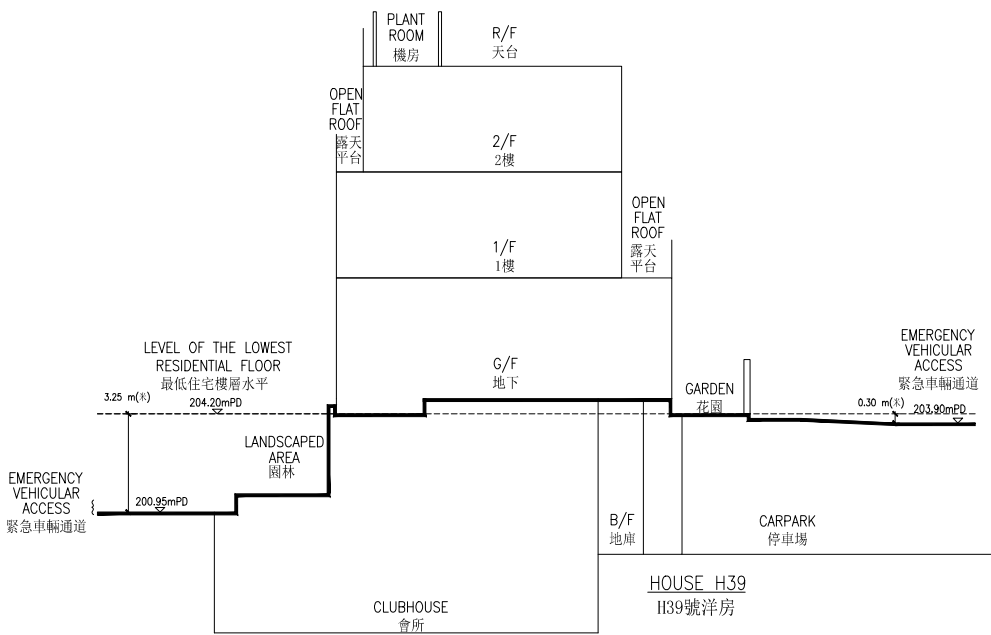 PLANT
ROOM
機房
R/F
天台
OPEN
FLAT
ROOF
露天
平台
2/F
2樓
OPEN
FLAT
ROOF
露天
平台
1/F
1樓
LEVEL OF THE LOWEST
RESIDENTIAL FLOOR
最低住宅樓層水平
3.25 m(米)
204.20mPD
G/F
地下
GARDEN
花園
EMERGENCY
VEHICULAR
ACCESS
緊急車輛通道
0.30 m(米)
203.90mPD
LANDSCAPED
AREA
園林
EMERGENCY
VEHICULAR
ACCESS
緊急車輛通道
200.95mPD
B/F
地庫
CARPARK
停車場
HOUSE H39
H39號洋房
CLUBHOUSE
會所